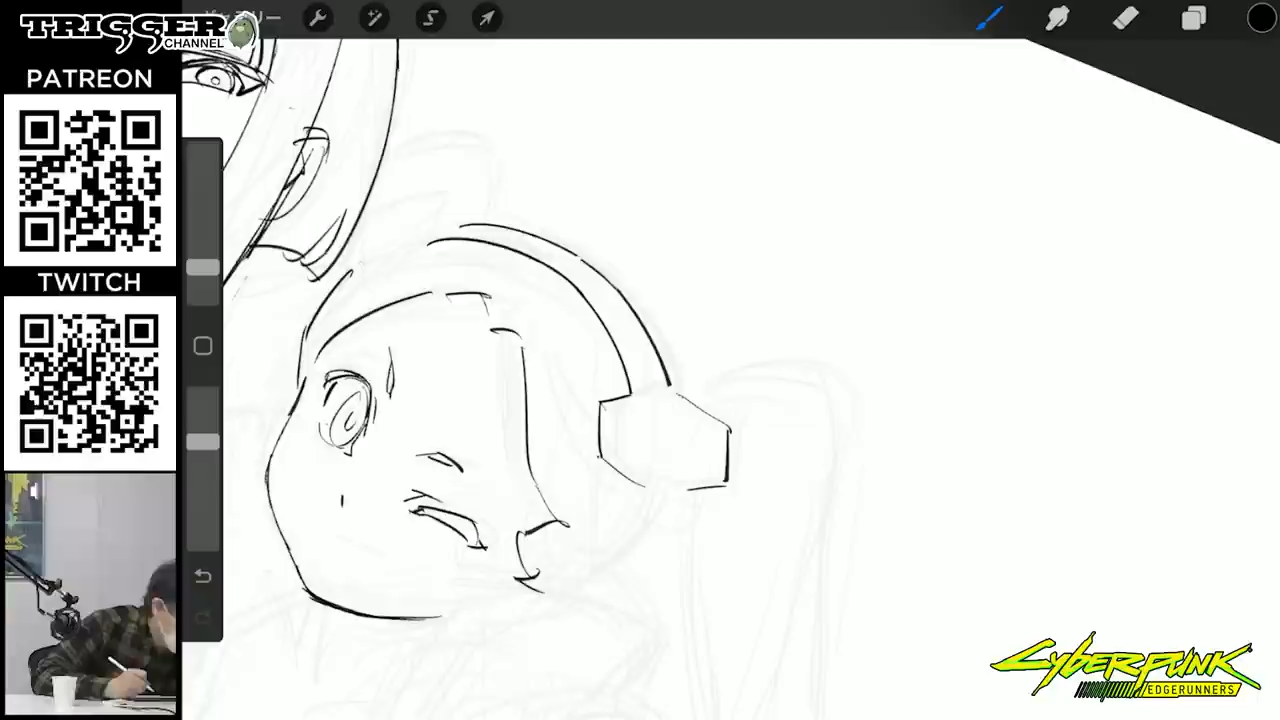 TRIGGER
CHANNEL
PATREON
TWITCH
CYBERPUNK
EDGERUNNERS